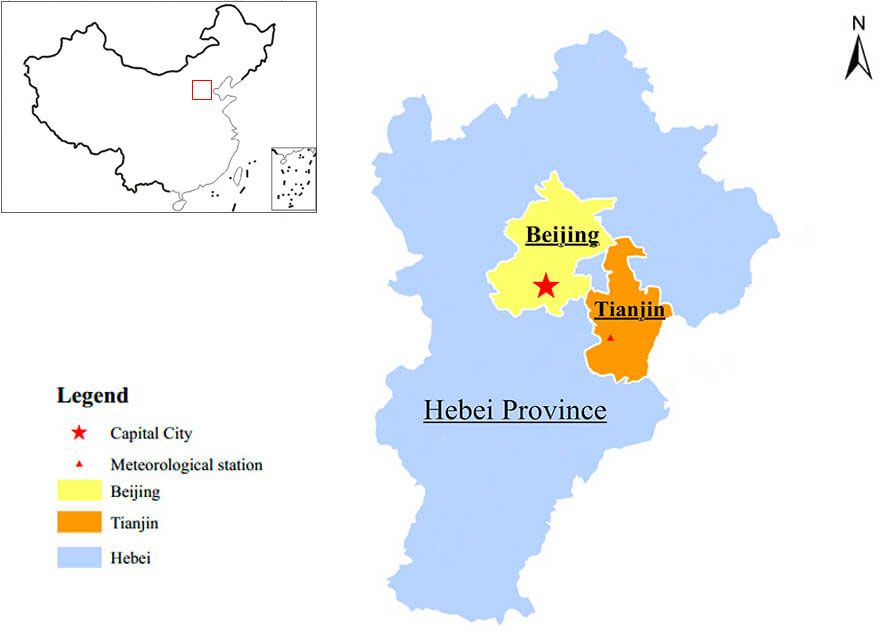 N
Beijing
Tianjin
Hebei Province
Legend
Capital City
Meteorological station
Beijing
Tianjin
Hebei